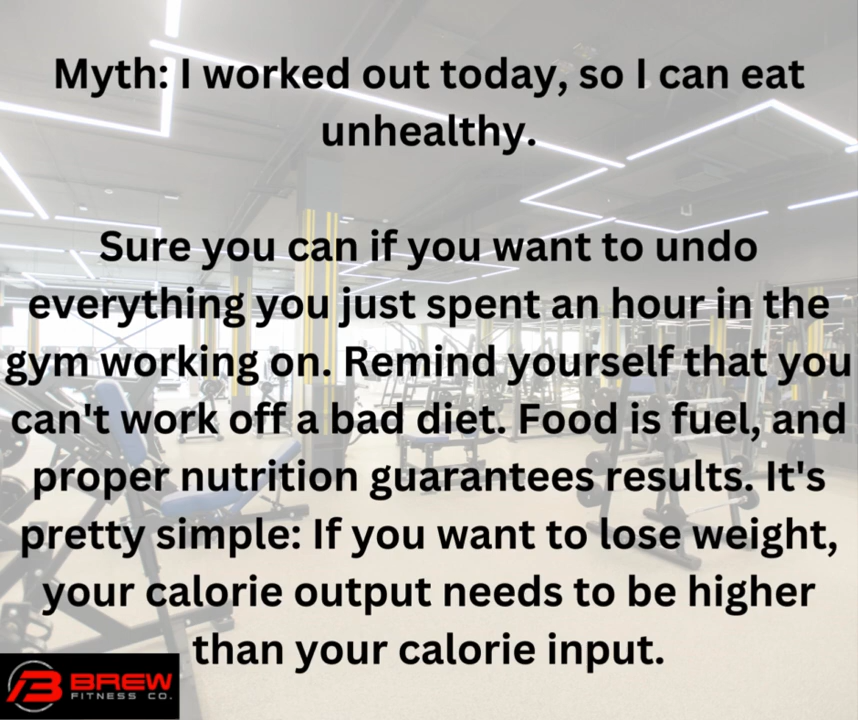 Myth: I worked out today, so I can eat
unhealthy.
Sure you can if you want to undo
everything you just spent an hour in the
gym working on. Remind yourself that you
can't work off a bad diet. Food is fuel, and
proper nutrition guarantees results. It's
pretty simple: If you want to lose weight,
your calorie output needs to be higher
than your calorie input.
BREW
FITNESS CO.